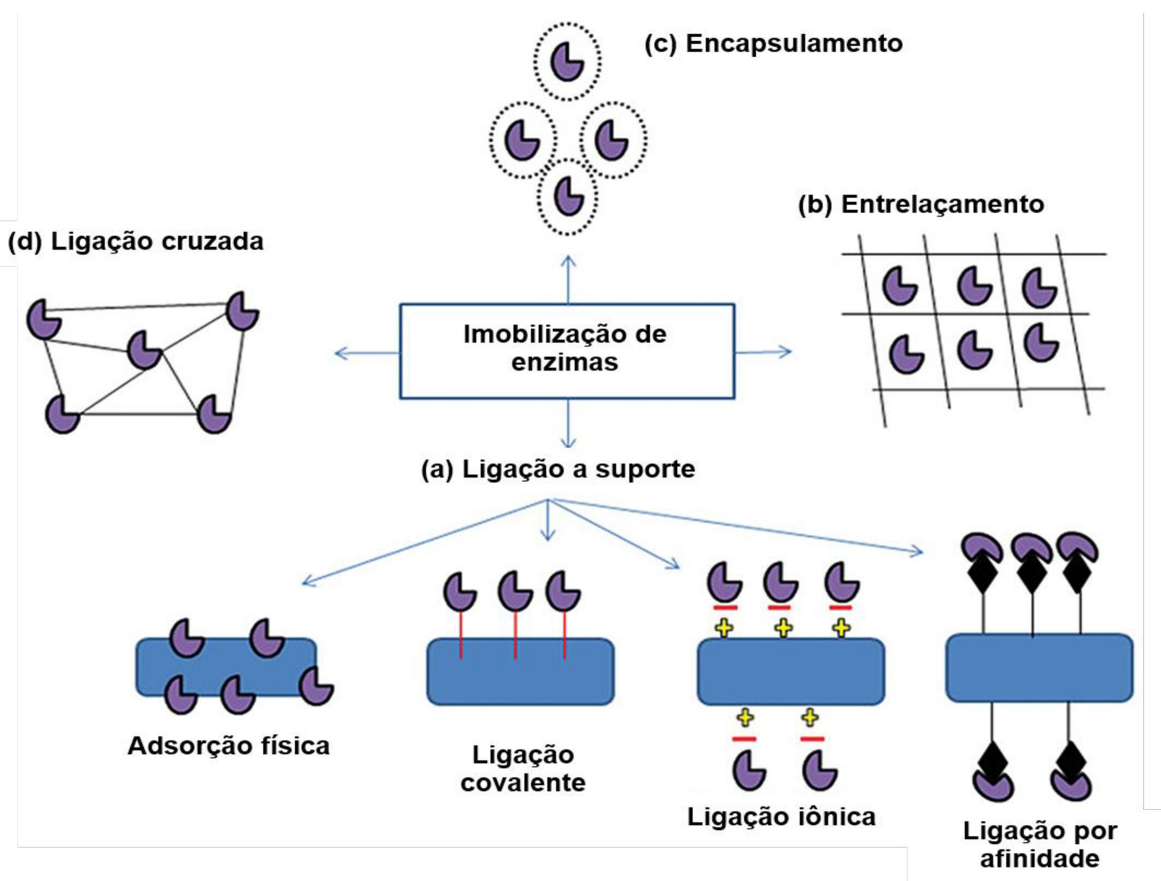 (c) Encapsulamento
(b) Entrelaçamento
(d) Ligação cruzada
Imobilização de
enzimas
(a) Ligação a suporte
Adsorção física
Ligação
covalente
Ligação iônica
Ligação por
afinidade